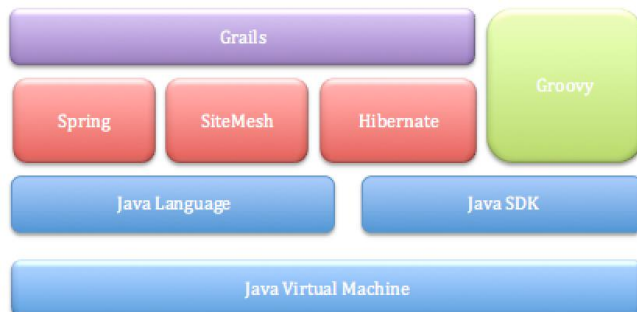 Grails
Groovy
Spring
SiteMesh
Hibernate
Java Language
Java SDK
Java Virtual Machine